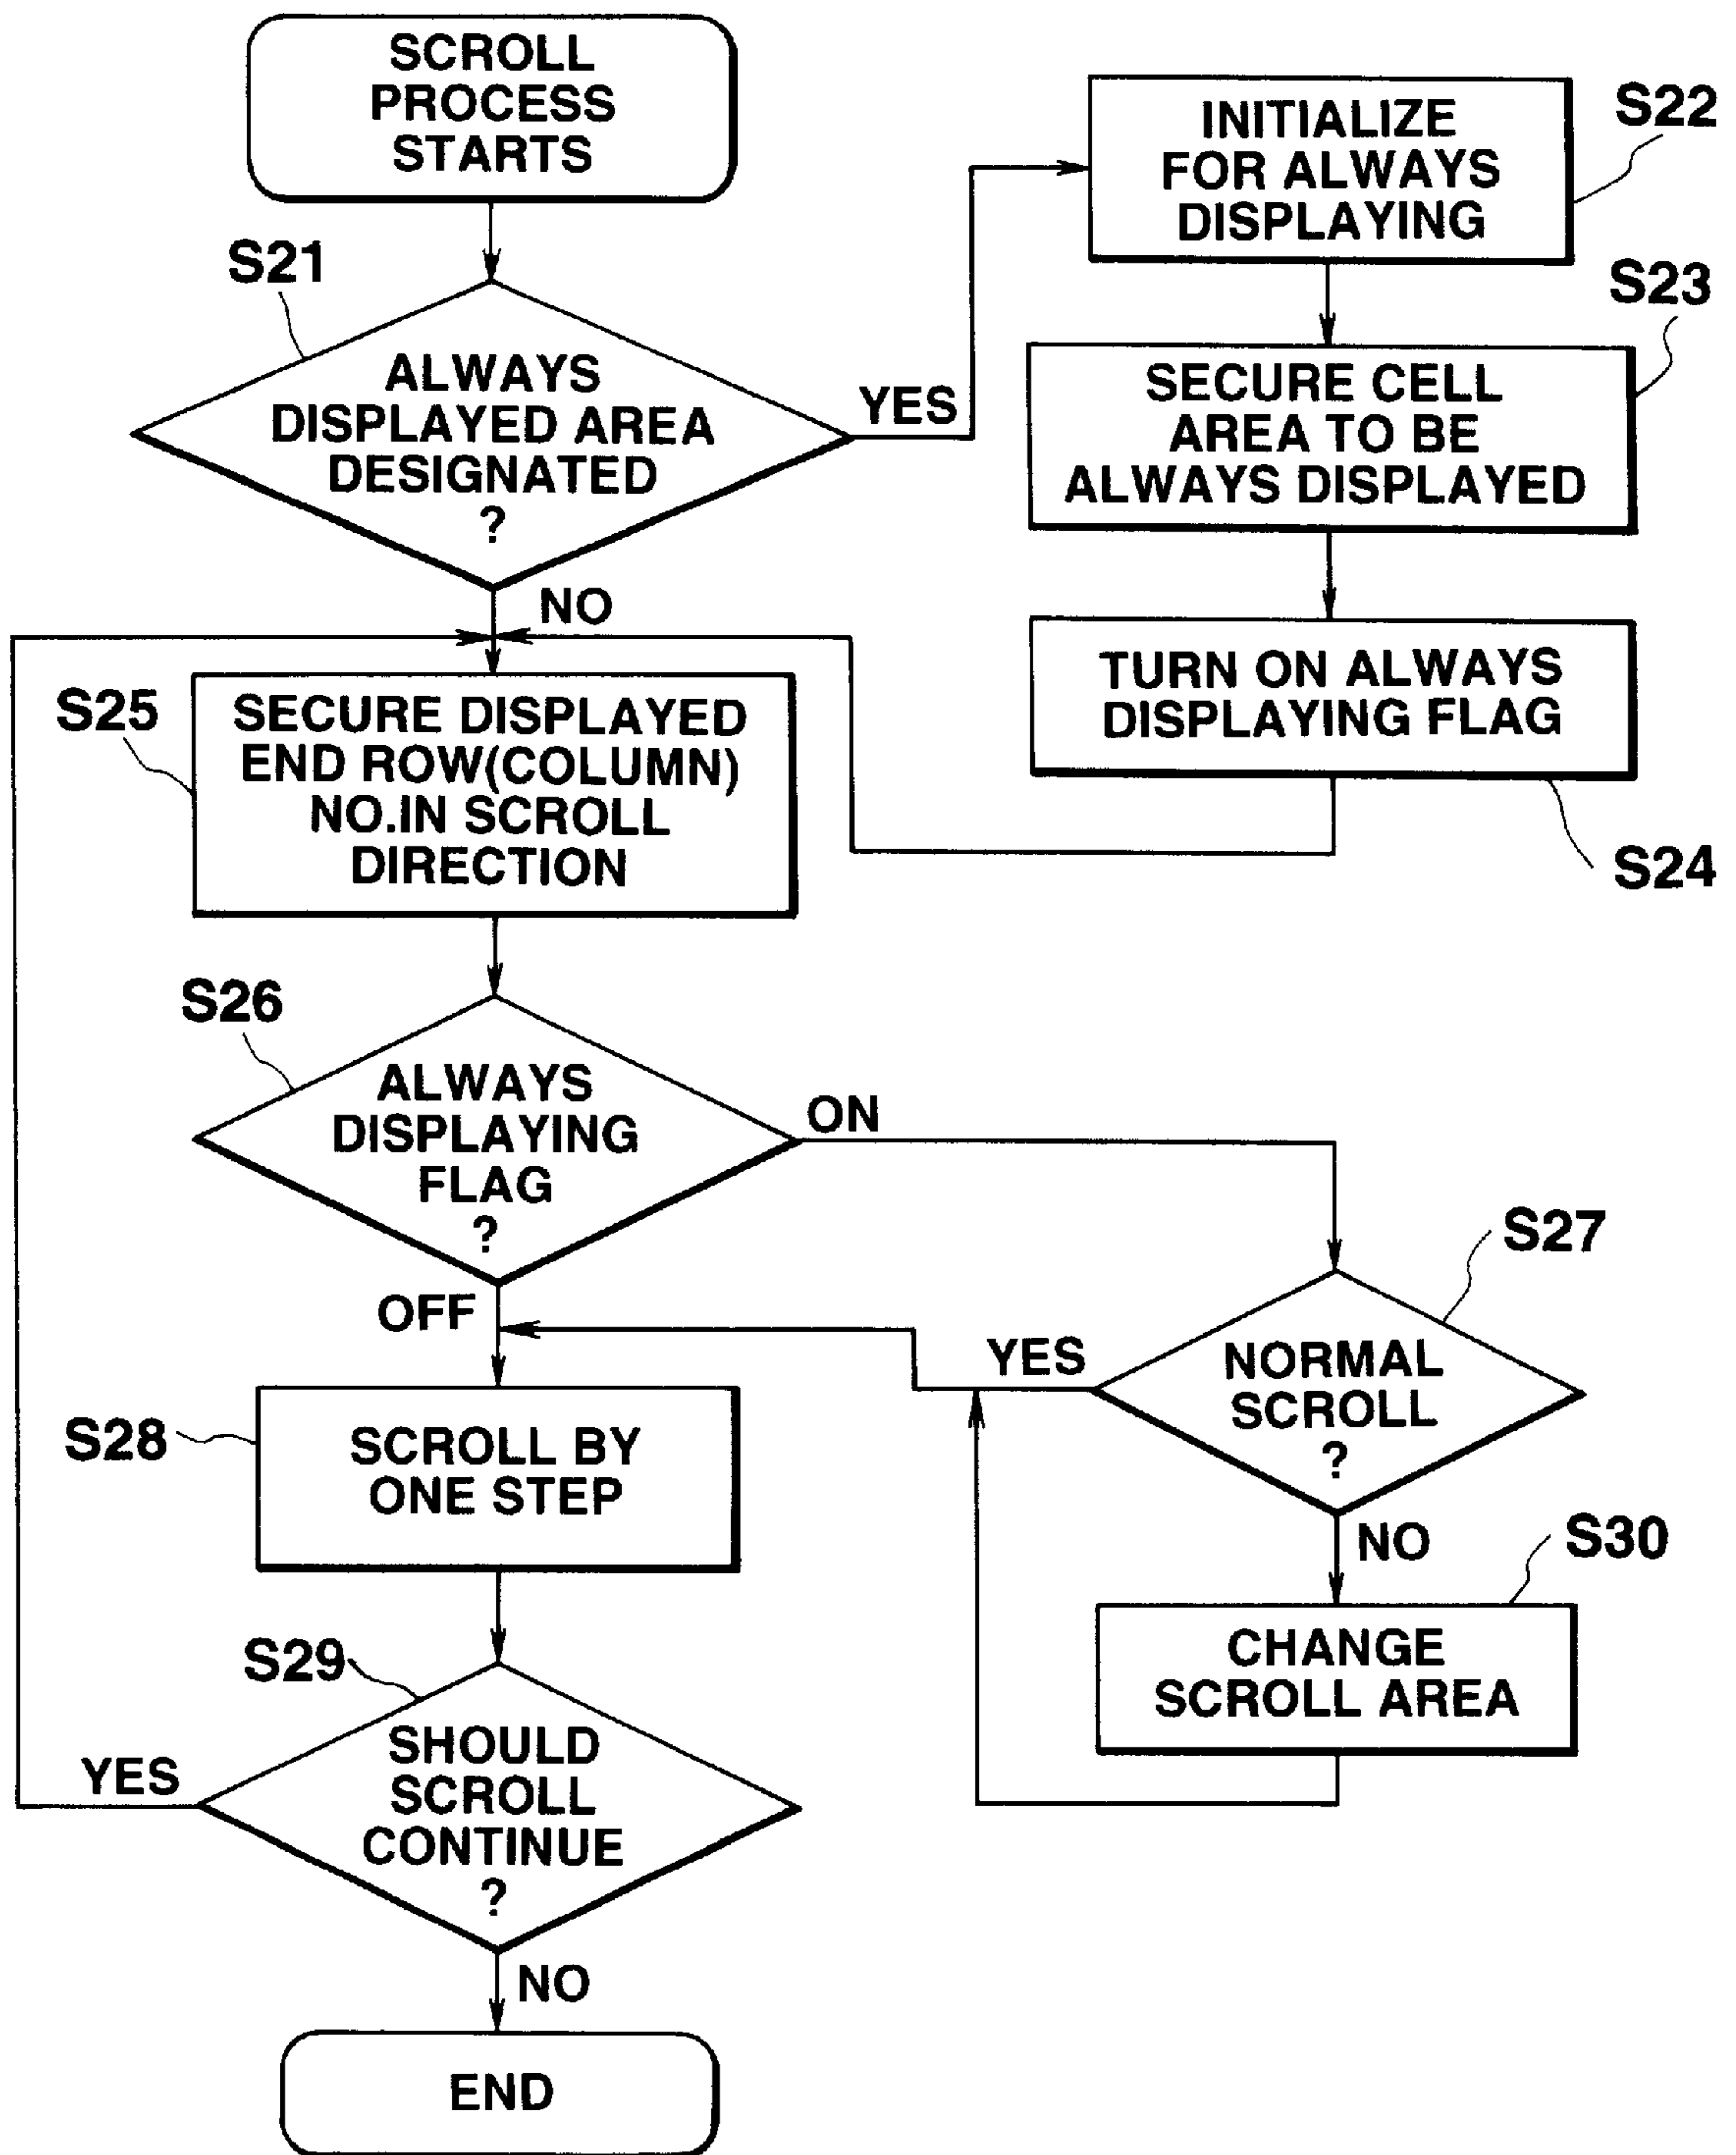 SCROLL
PROCESS
STARTS
S21
ALWAYS
DISPLAYED AREA
DESIGNATED
?
YES
NO
INITIALIZE
FOR ALWAYS
DISPLAYING
S22
SECURE CELL
AREA TO BE
ALWAYS DISPLAYED
S23
TURN ON ALWAYS
DISPLAYING FLAG
S24
S25
SECURE DISPLAYED
END ROW(COLUMN)
NO.IN SCROLL
DIRECTION
S26
ALWAYS
DISPLAYING
FLAG
?
ON
OFF
S27
NORMAL
SCROLL
?
YES
NO
S30
CHANGE
SCROLL AREA
S28
SCROLL BY
ONE STEP
S29
SHOULD
SCROLL
CONTINUE
?
YES
NO
END